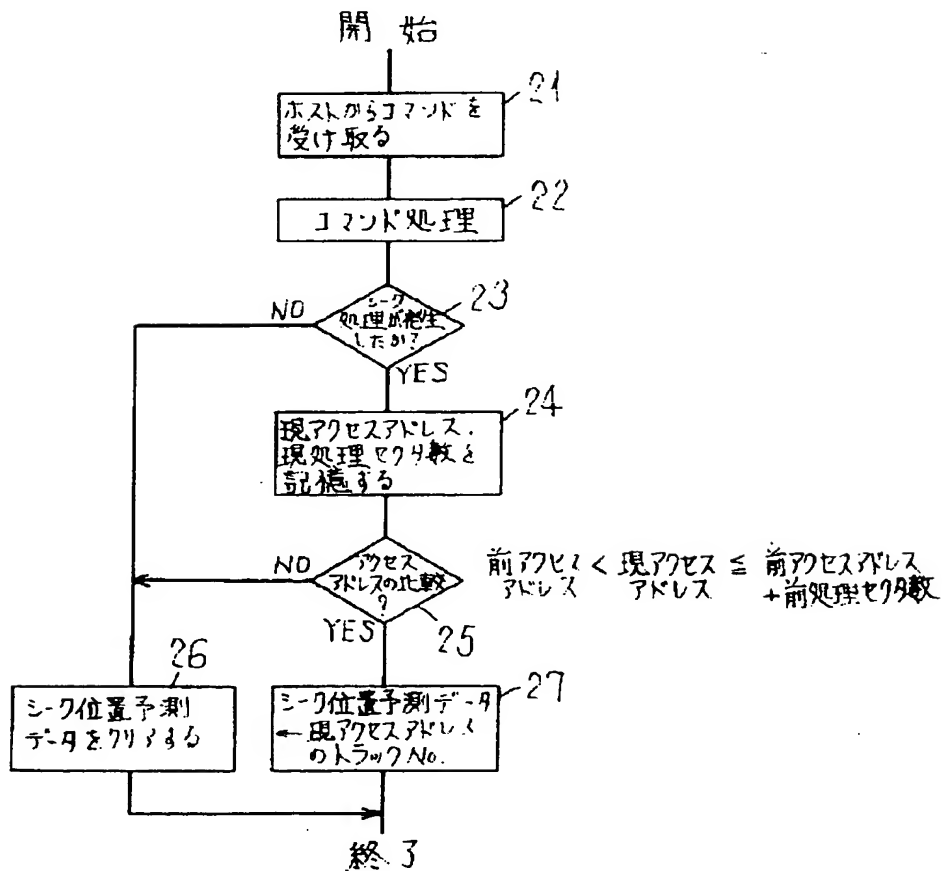 開始
21
ホストからコマンドを
受け取る
22
コマンド処理
23
シーク
処理が発生
したか?
NO
YES
24
現アクセスアドレス.
現処理セクタ数を
記憶する
アクセス
アドレスの比較
?
NO
YES
25
前アクセス < 現アクセス ≦ 前アクセスアドレス
アドレス アドレス +前処理セクタ数
26
シーク位置予測
データをクリアする
27
シーク位置予測データ
← 現アクセスアドレス
のトラックNo.
終了